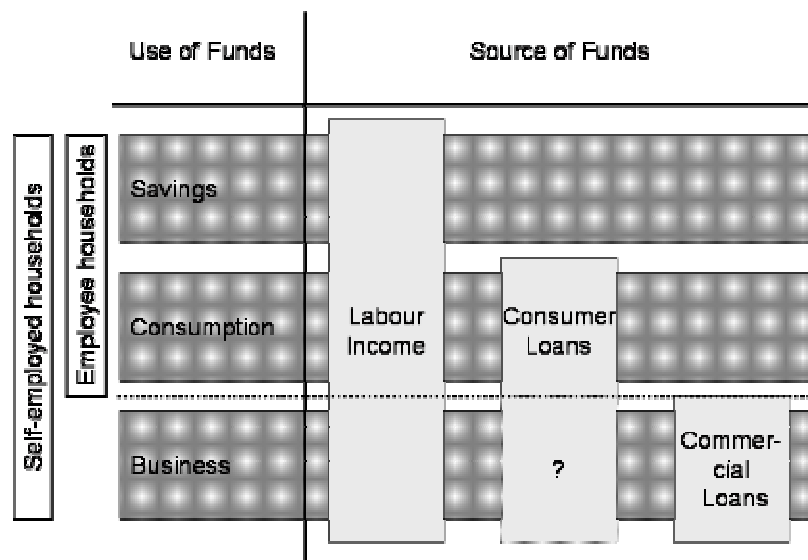 Use of Funds
Source of Funds
Self-employed households
Employee households
Savings
Consumption
Labour
Income
Consumer
Loans
Business
?
Commer-
cial
Loans